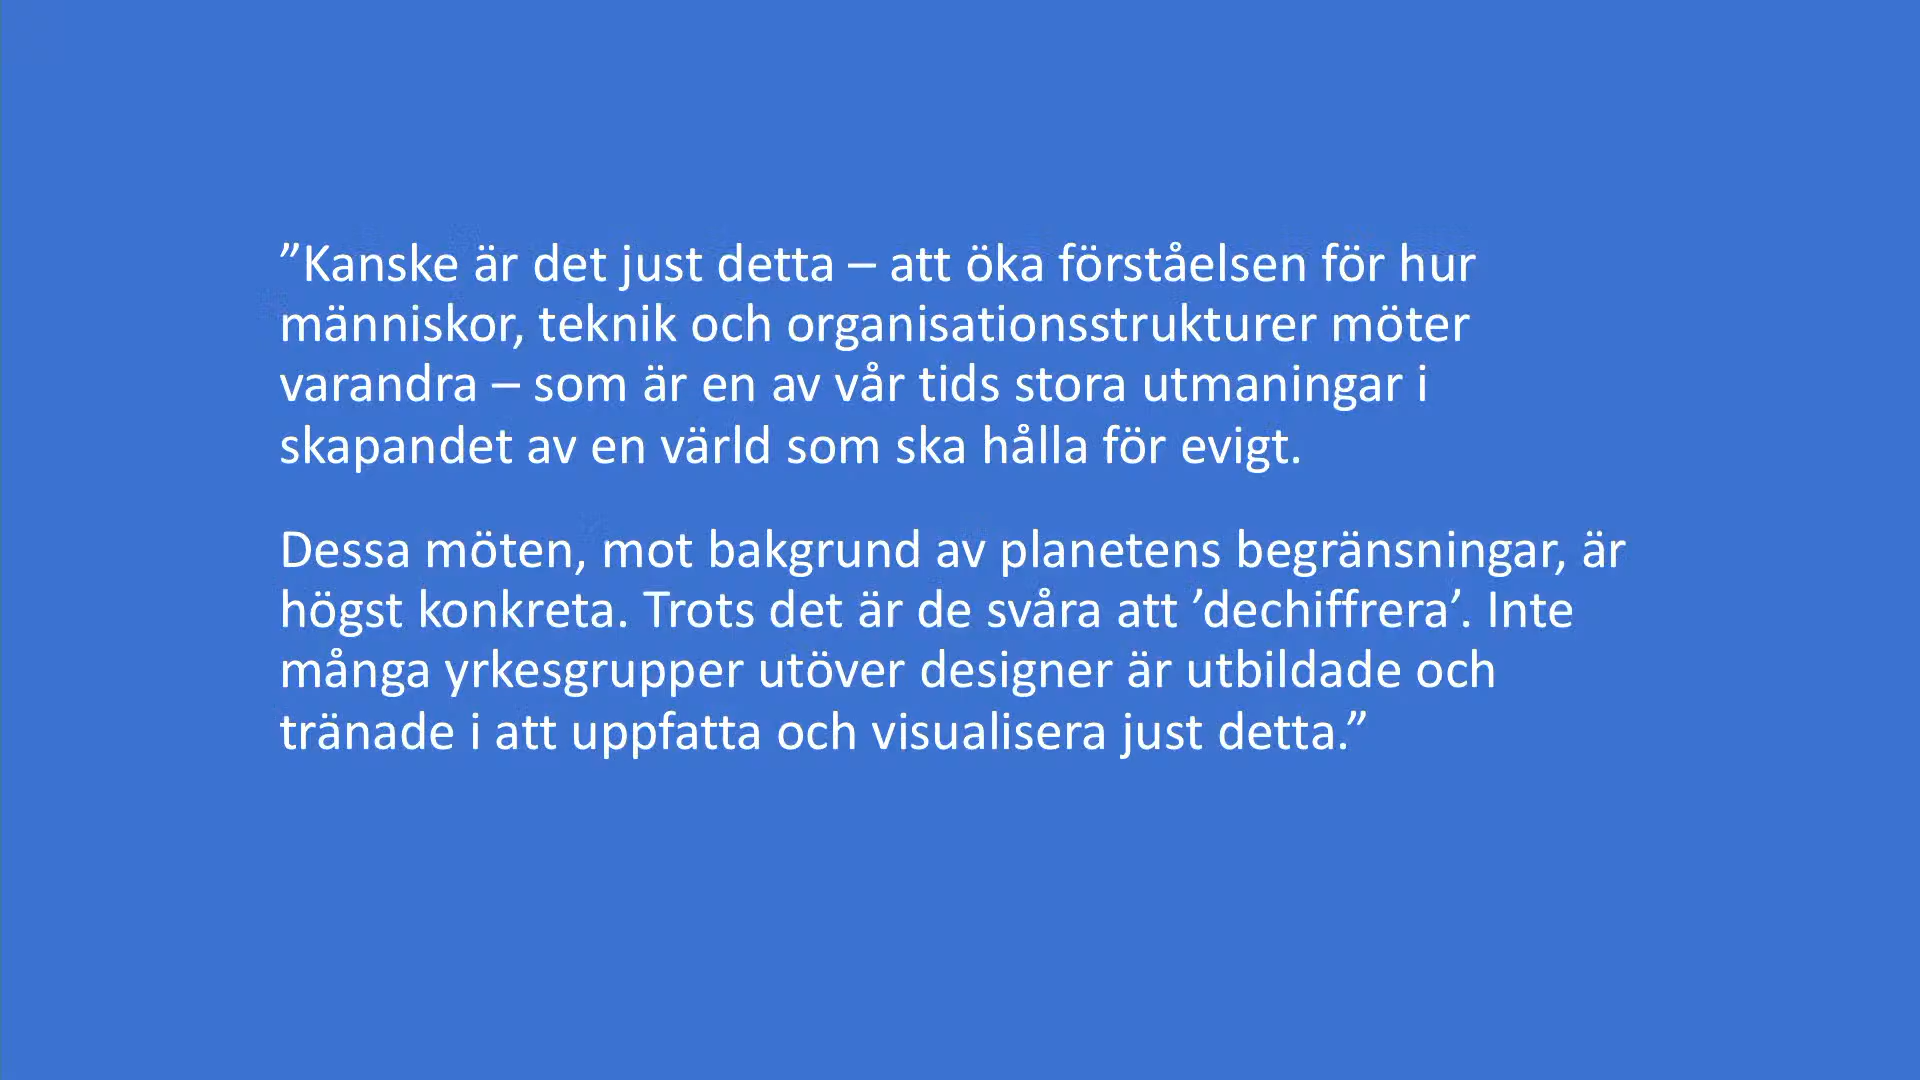 ”Kanske är det just detta – att öka förståelsen för hur
människor, teknik och organisationsstrukturer möter
varandra – som är en av vår tids stora utmaningar i
skapandet av en värld som ska hålla för evigt.
Dessa möten, mot bakgrund av planetens begränsningar, är
högst konkreta. Trots det är de svåra att ’dechiffrera’. Inte
många yrkesgrupper utöver designer är utbildade och
tränade i att uppfatta och visualisera just detta.”